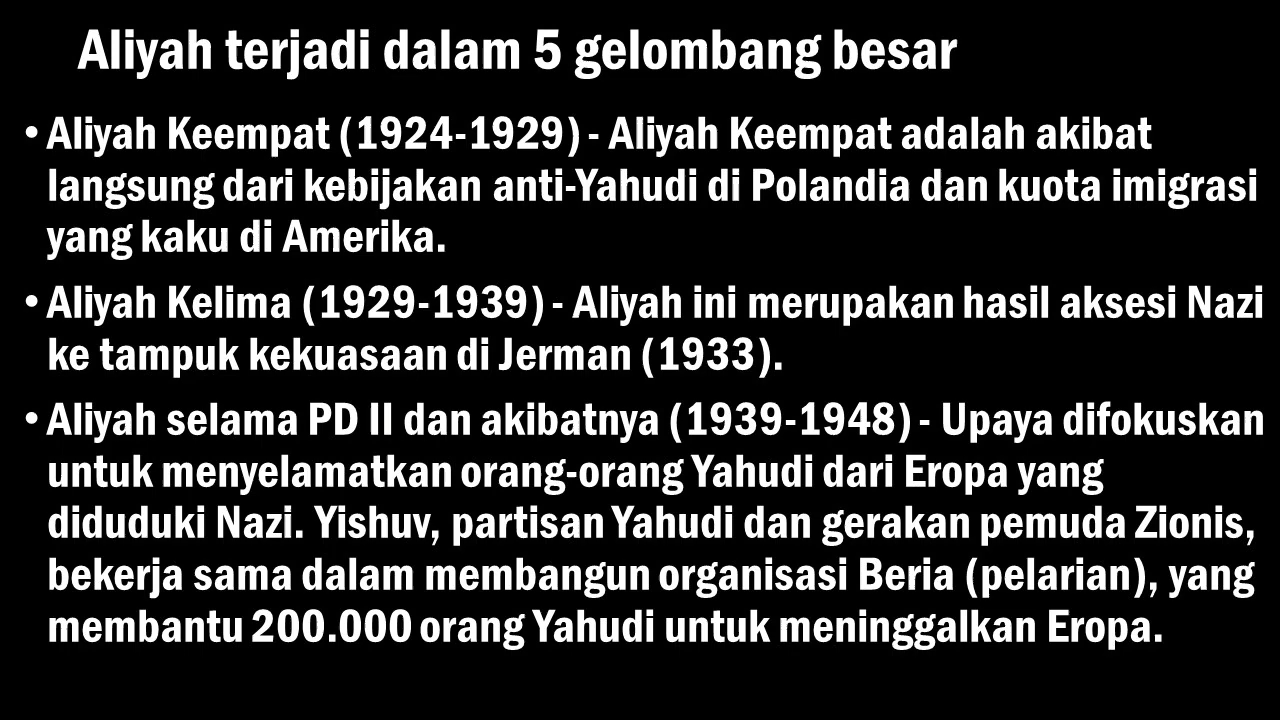 Aliyah terjadi dalam 5 gelombang besar
• Aliyah Keempat (1924-1929) - Aliyah Keempat adalah akibat
langsung dari kebijakan anti-Yahudi di Polandia dan kuota imigrasi
yang kaku di Amerika.
• Aliyah Kelima (1929-1939) - Aliyah ini merupakan hasil aksesi Nazi
ke tampuk kekuasaan di Jerman (1933).
• Aliyah selama PD II dan akibatnya (1939-1948) - Upaya difokuskan
untuk menyelamatkan orang-orang Yahudi dari Eropa yang
diduduki Nazi. Yishuv, partisan Yahudi dan gerakan pemuda Zionis,
bekerja sama dalam membangun organisasi Beria (pelarian), yang
membantu 200.000 orang Yahudi untuk meninggalkan Eropa.